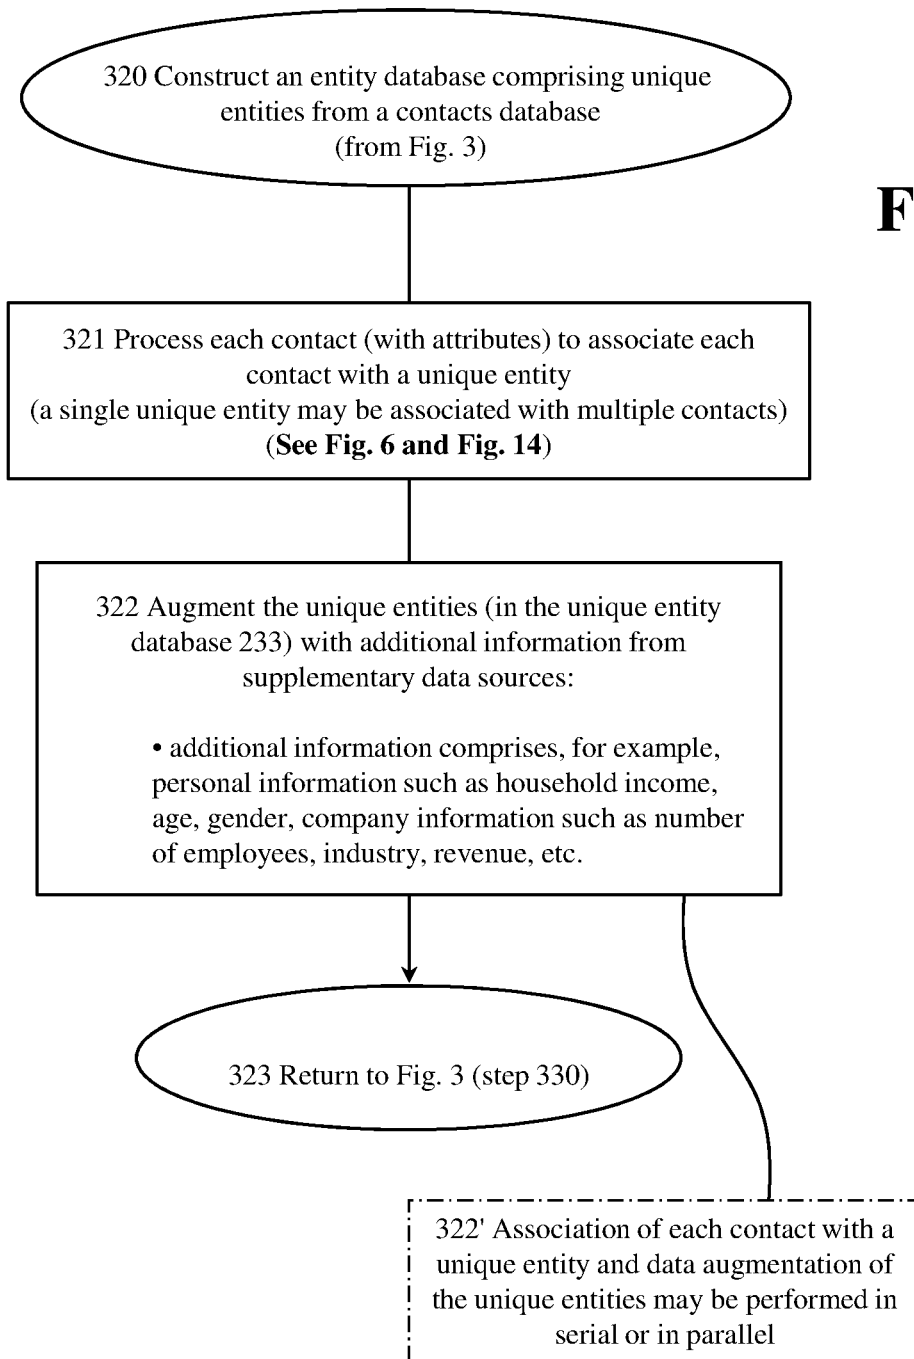 320 Construct an entity database comprising unique
entities from a contacts database
(from Fig. 3)
F
321 Process each contact (with attributes) to associate each
contact with a unique entity
(a single unique entity may be associated with multiple contacts)
(See Fig. 6 and Fig. 14)
322 Augment the unique entities (in the unique entity
database 233) with additional information from
supplementary data sources:
• additional information comprises, for example,
personal information such as household income,
age, gender, company information such as number
of employees, industry, revenue, etc.
323 Return to Fig. 3 (step 330)
322' Association of each contact with a
unique entity and data augmentation of
the unique entities may be performed in
serial or in parallel